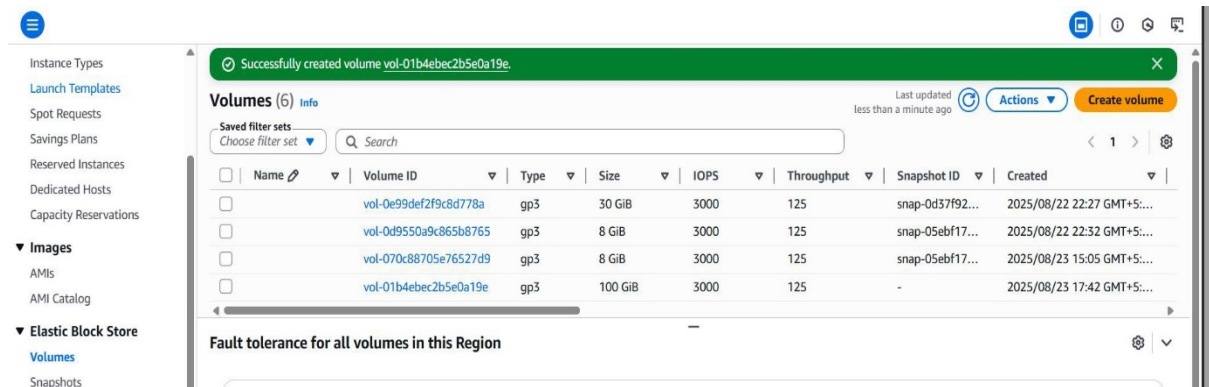 Instance Types
Launch Templates
Spot Requests
Savings Plans
Reserved Instances
Dedicated Hosts
Capacity Reservations
▼ Images
AMIs
AMI Catalog
▼ Elastic Block Store
Volumes
Snapshots
Successfully created volume vol-01b4ebec2b5e0a19e.
Volumes (6) Info
Last updated
less than a minute ago
Actions ▼
Create volume
Saved filter sets
Choose filter set ▼
Search
1
Name Volume ID Type Size IOPS Throughput Snapshot ID Created
vol-0e99def2f9c8d778a gp3 30 GiB 3000 125 snap-0d37f92... 2025/08/22 22:27 GMT+5:...
vol-0d9550a9c865b8765 gp3 8 GiB 3000 125 snap-05ebf17... 2025/08/22 22:32 GMT+5:...
vol-070c88705e76527d9 gp3 8 GiB 3000 125 snap-05ebf17... 2025/08/23 15:05 GMT+5:...
vol-01b4ebec2b5e0a19e gp3 100 GiB 3000 125 - 2025/08/23 17:42 GMT+5:...
Fault tolerance for all volumes in this Region